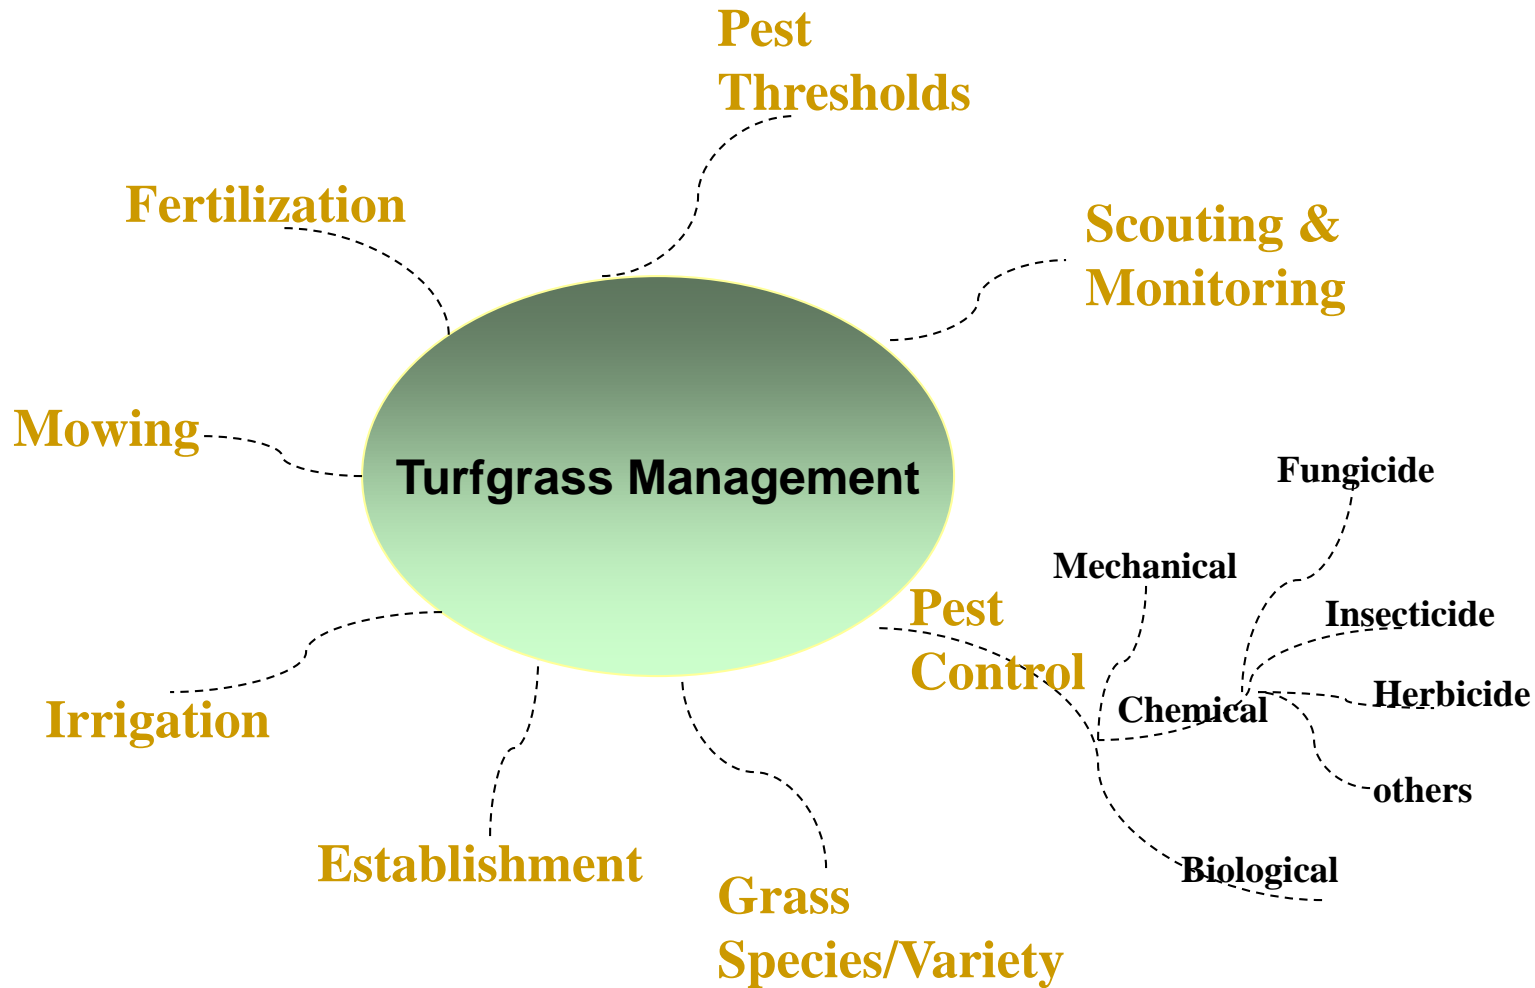 Pest
Thresholds
Fertilization
Scouting &
Monitoring
Mowing
Turfgrass Management
Fungicide
Mechanical
Pest
Control
Insecticide
Chemical
Herbicide
Irrigation
others
Establishment
Biological
Grass
Species/Variety